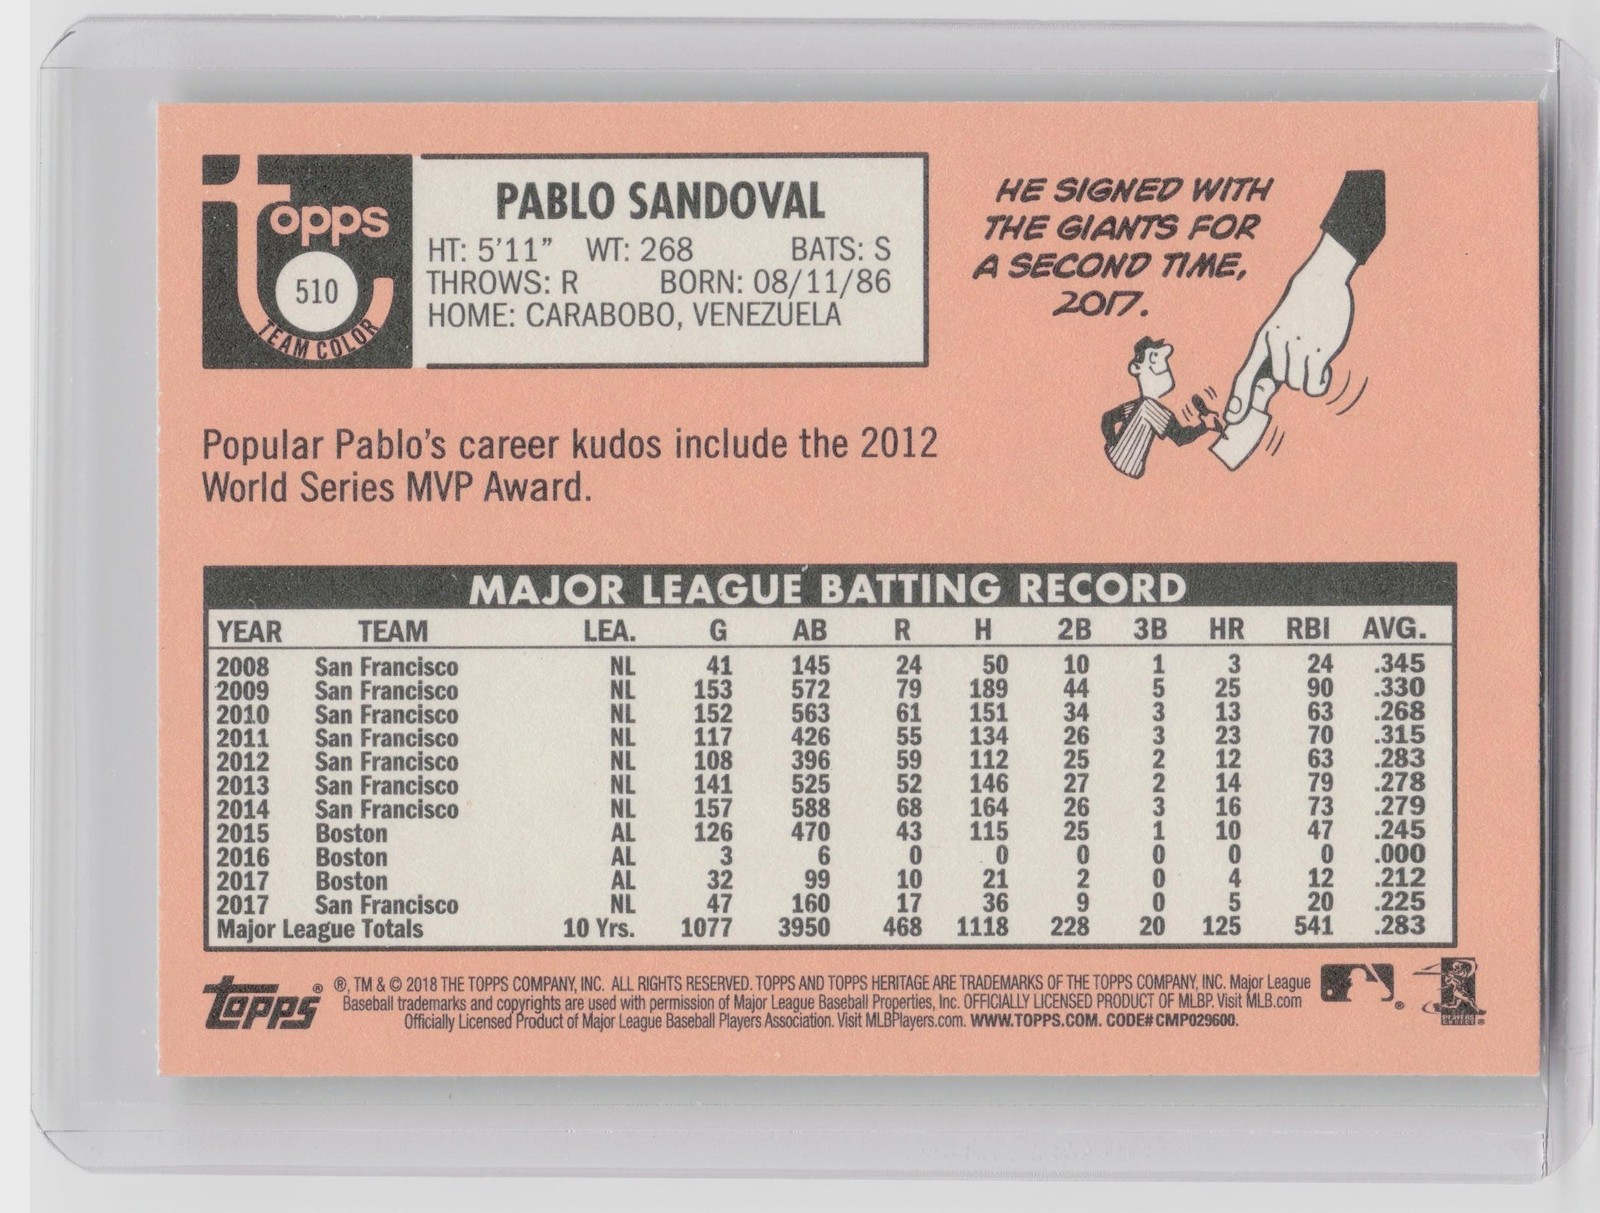 topps
510
TEAM COLOR
PABLO SANDOVAL
HT: 5'11" WT: 268 BATS: S
THROWS: R BORN: 08/11/86
HOME: CARABOBO, VENEZUELA
HE SIGNED WITH
THE GIANTS FOR
A SECOND TIME,
2017.
Popular Pablo's career kudos include the 2012
World Series MVP Award.
MAJOR LEAGUE BATTING RECORD
YEAR TEAM LEA. G AB R H 2B 3B HR RBI AVG.
2008 San Francisco NL 41 145 24 50 10 1 3 24 .345
2009 San Francisco NL 153 572 79 189 44 5 25 90 .330
2010 San Francisco NL 152 563 61 151 34 3 13 63 .268
2011 San Francisco NL 117 426 55 134 26 3 23 70 .315
2012 San Francisco NL 108 396 59 112 25 2 12 63 .283
2013 San Francisco NL 141 525 52 146 27 2 14 79 .278
2014 San Francisco NL 157 588 68 164 26 3 16 73 .279
2015 Boston AL 126 470 43 115 25 1 10 47 .245
2016 Boston AL 3 6 0 0 0 0 0 0 .000
2017 Boston AL 32 99 10 21 2 0 4 12 .212
2017 San Francisco NL 47 160 17 36 9 0 5 20 .225
Major League Totals 10 Yrs. 1077 3950 468 1118 228 20 125 541 .283
topps® ®, TM & © 2018 THE TOPPS COMPANY, INC. ALL RIGHTS RESERVED. TOPPS AND TOPPS HERITAGE ARE TRADEMARKS OF THE TOPPS COMPANY, INC. Major League
Baseball trademarks and copyrights are used with permission of Major League Baseball Properties, Inc. OFFICIALLY LICENSED PRODUCT OF MLBP. Visit MLB.com
Officially Licensed Product of Major League Baseball Players Association. Visit MLBPlayers.com. WWW.TOPPS.COM. CODE# CMP029600.
PLAYERS
CHOICE